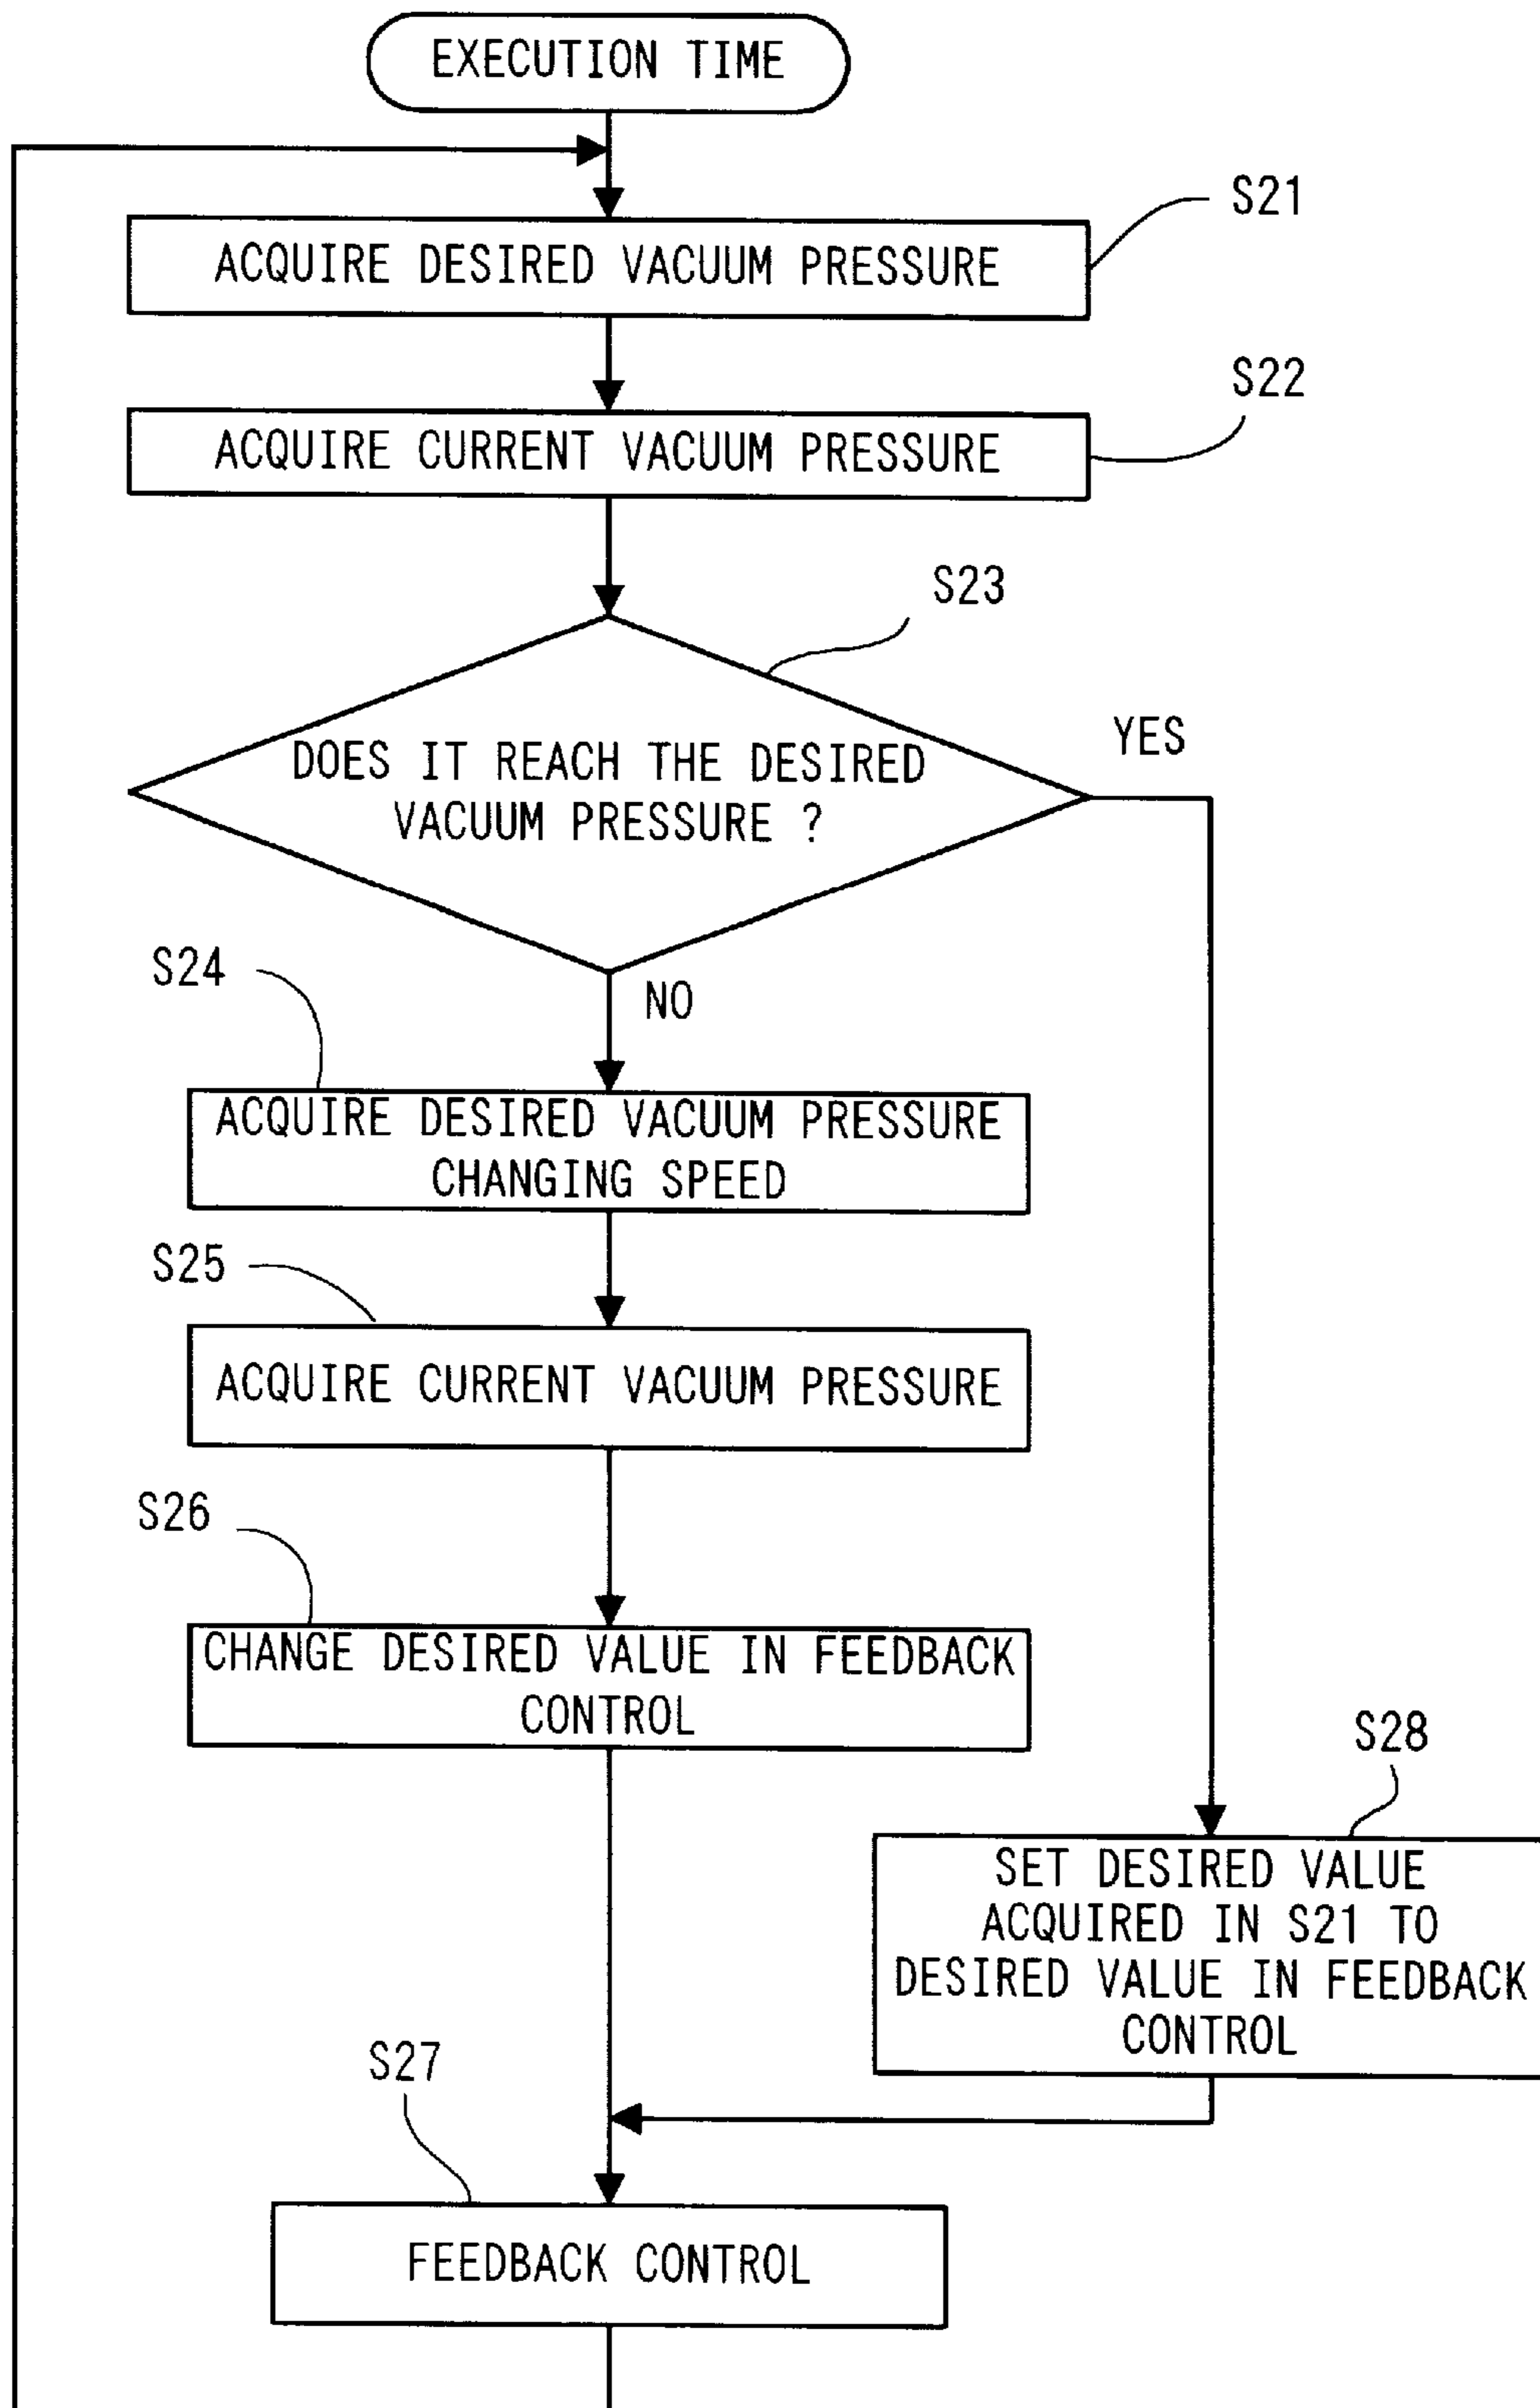 EXECUTION TIME
S21
ACQUIRE DESIRED VACUUM PRESSURE
S22
ACQUIRE CURRENT VACUUM PRESSURE
S23
DOES IT REACH THE DESIRED
VACUUM PRESSURE ?
YES
NO
S24
ACQUIRE DESIRED VACUUM PRESSURE
CHANGING SPEED
S25
ACQUIRE CURRENT VACUUM PRESSURE
S26
CHANGE DESIRED VALUE IN FEEDBACK
CONTROL
S28
SET DESIRED VALUE
ACQUIRED IN S21 TO
DESIRED VALUE IN FEEDBACK
CONTROL
S27
FEEDBACK CONTROL